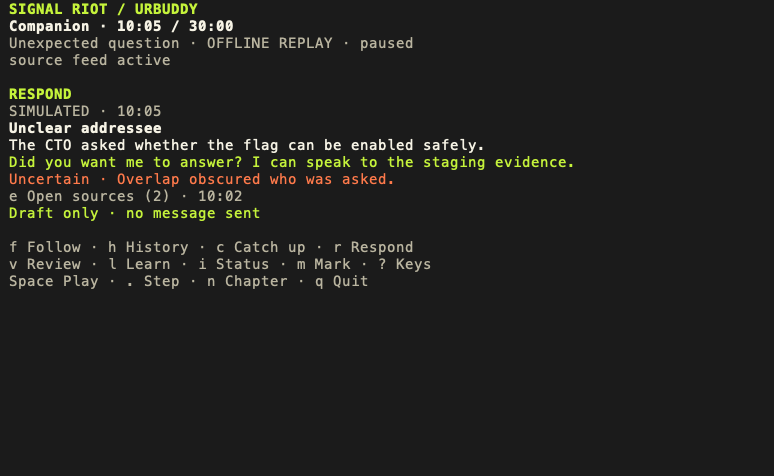 SIGNAL RIOT / URBUDDY
Companion · 10:05 / 30:00
Unexpected question · OFFLINE REPLAY · paused
source feed active
RESPOND
SIMULATED · 10:05
Unclear addressee
The CTO asked whether the flag can be enabled safely.
Did you want me to answer? I can speak to the staging evidence.
Uncertain · Overlap obscured who was asked.
e Open sources (2) · 10:02
Draft only · no message sent
f Follow · h History · c Catch up · r Respond
v Review · l Learn · i Status · m Mark · ? Keys
Space Play · . Step · n Chapter · q Quit